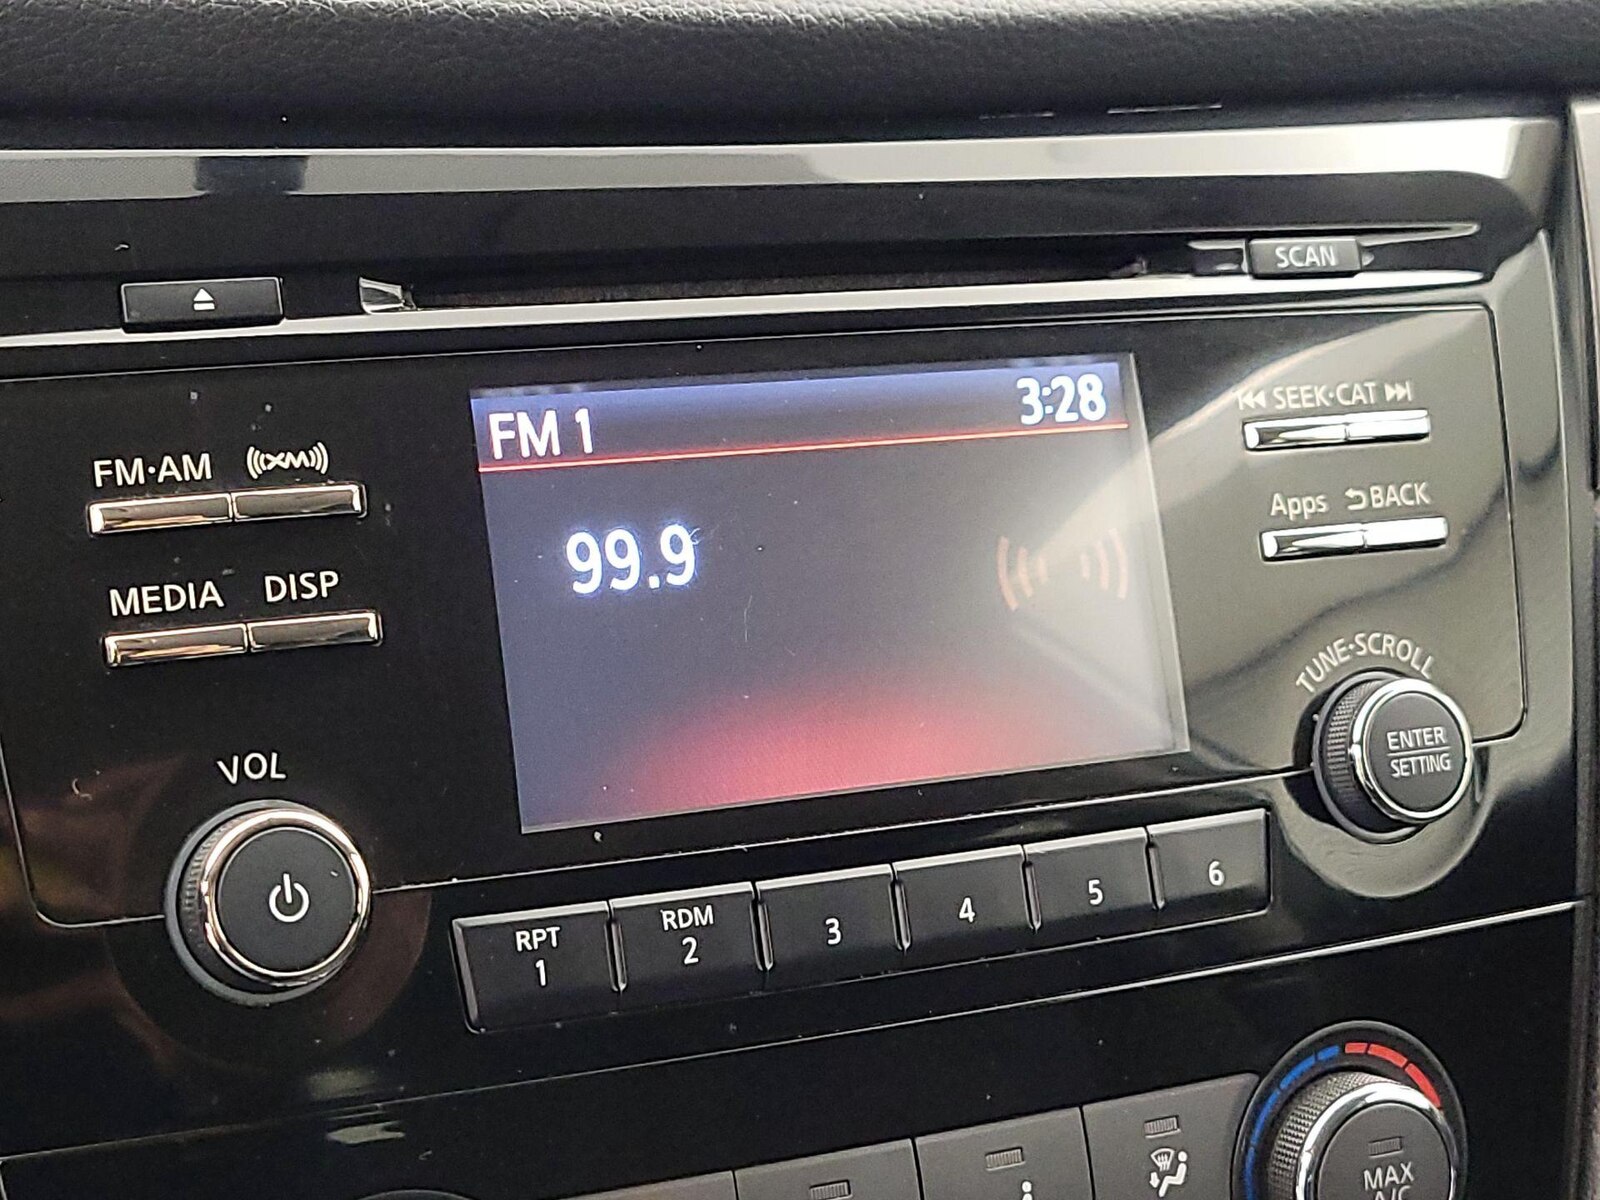 SCAN
FM 1 3:28
SEEK·CAT
FM·AM XM
99.9
Apps BACK
MEDIA DISP
TUNE·SCROLL
VOL
ENTER
SETTING
RPT
1
RDM
2
3
4
5
6
MAX
A/C